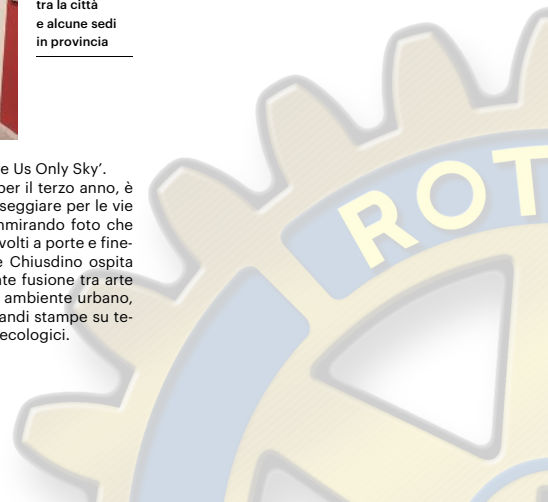 tra la città
e alcune sedi
in provincia
e Us Only Sky'.
per il terzo anno, è
seggiare per le vie
mmirando foto che
volti a porte e fine-
e Chiusdino ospita
te fusione tra arte
ambiente urbano,
andi stampe su te-
ecologici.
ROT